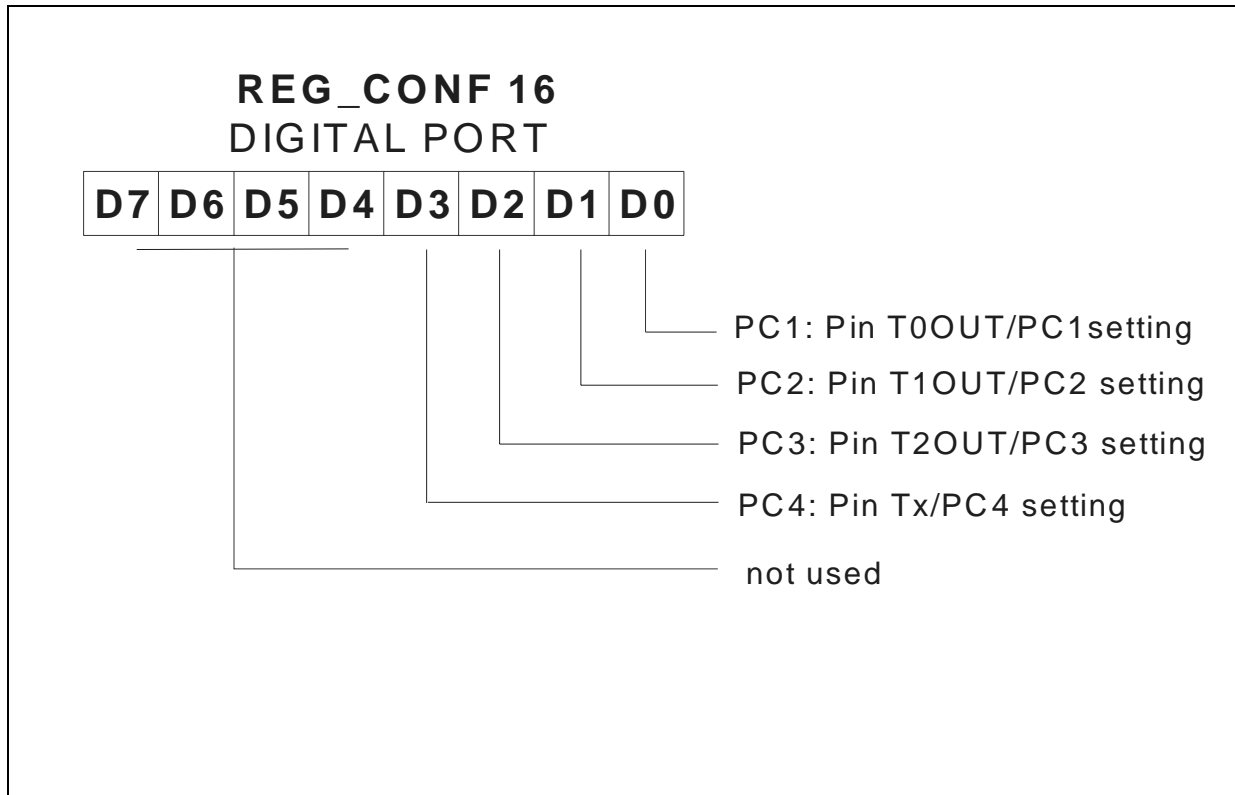 REG_CONF 16
DIGITAL PORT
D7 D6 D5 D4 D3 D2 D1 D0
PC1: Pin T0OUT/PC1setting
PC2: Pin T1OUT/PC2 setting
PC3: Pin T2OUT/PC3 setting
PC4: Pin Tx/PC4 setting
not used